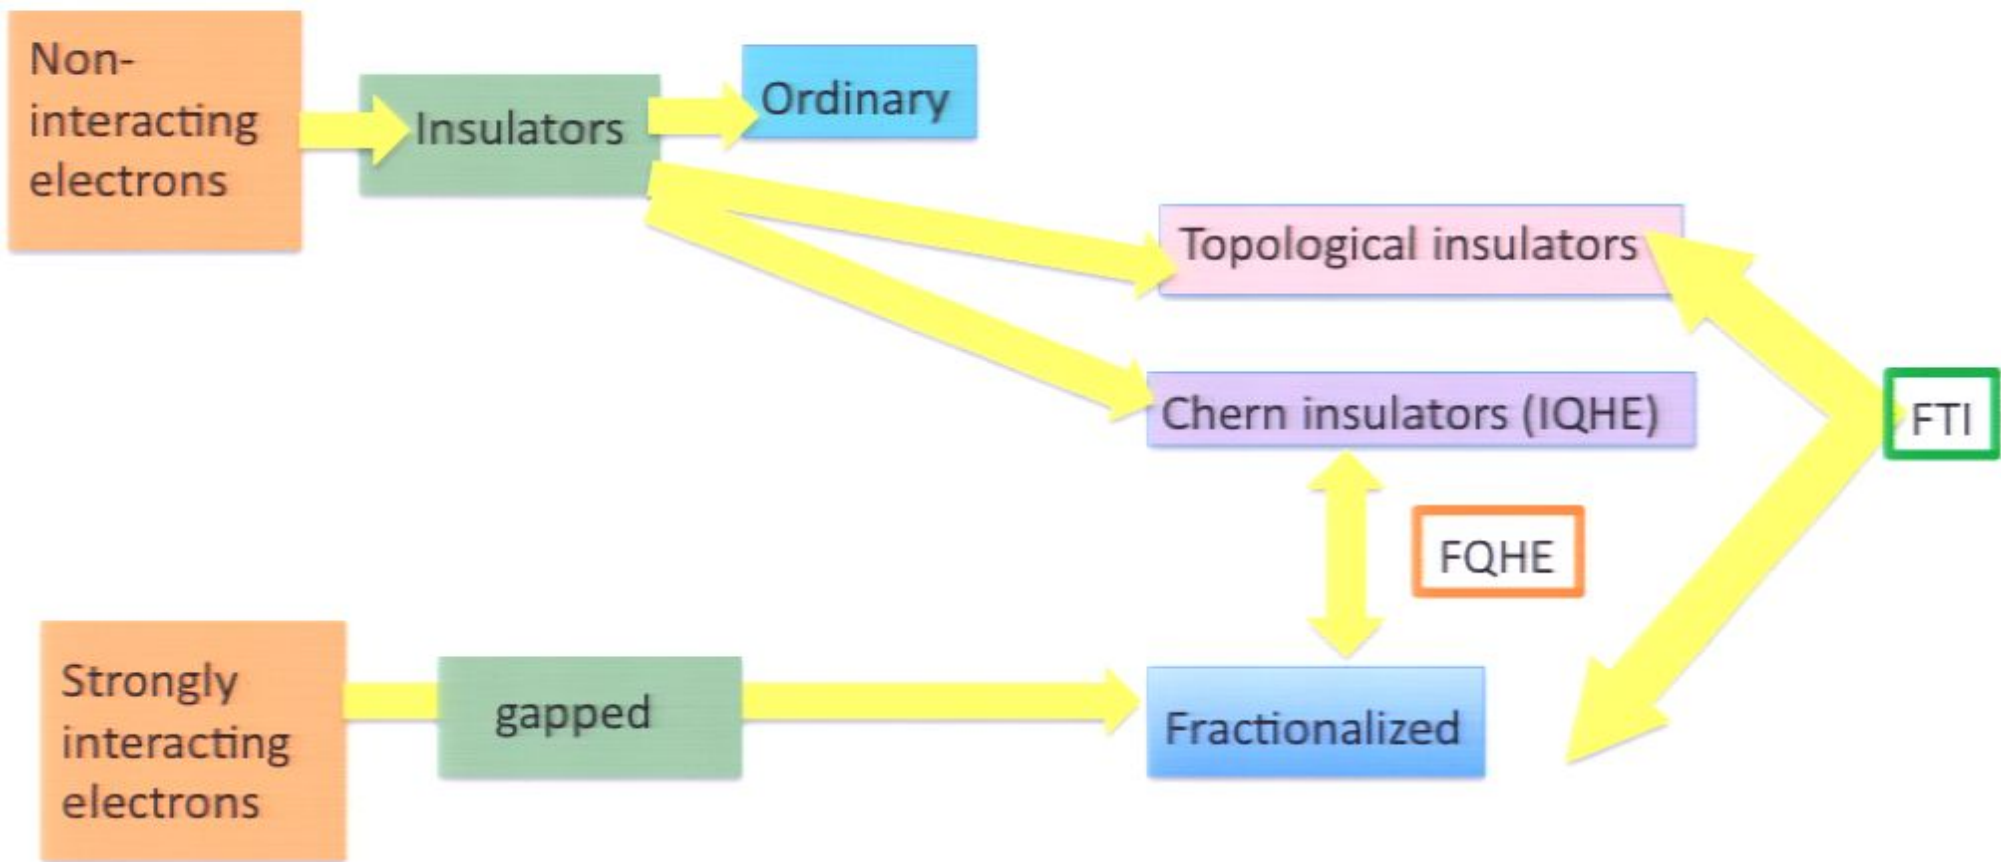 Non-
interacting
electrons
Insulators
Ordinary
Topological insulators
Chern insulators (IQHE)
FTI
FQHE
Strongly
interacting
electrons
gapped
Fractionalized